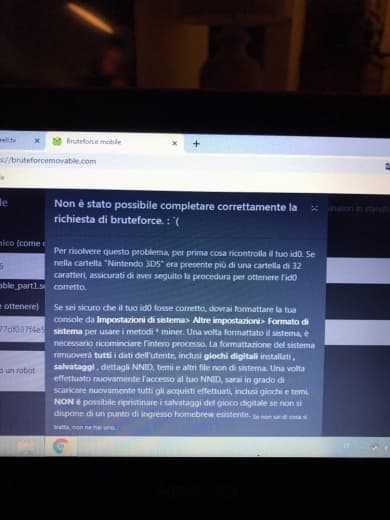 Bruteforce mobile
s://bruteforcemovable.com
Non è stato possibile completare correttamente la
richiesta di bruteforce. : `(
Per risolvere questo problema, per prima cosa ricontrolla il tuo id0. Se
nella cartella "Nintendo 3DS" era presente più di una cartella di 32
caratteri, assicurati di aver seguito la procedura per ottenere l'id0
corretto.
Se sei sicuro che il tuo id0 fosse corretto, dovrai formattare la tua
console da Impostazioni di sistema> Altre impostazioni> Formato di
sistema per usare i metodi * miner. Una volta formattato il sistema, è
necesario ricominciare l'intero processo. La formattazione del sistema
rimuoverà tutti i dati dell'utente, inclusi giochi digitali installati ,
salvataggi , dettagli NNID, temi e altri file non di sistema. Una volta
effettuato nuovamente l'accesso al tuo NNID, sarai in grado di
scaricare nuovamente tutti gli acquisti effettuati, inclusi giochi e temi.
NON è possibile ripristinare i salvataggi del gioco digitale se non si
dispone di un punto di ingresso homebrew esistente. Se non sai di cosa si
tratta, non ne hai uno.
nico (come
able_part1.s
e ottenere)
77df037f4e5
o un robot